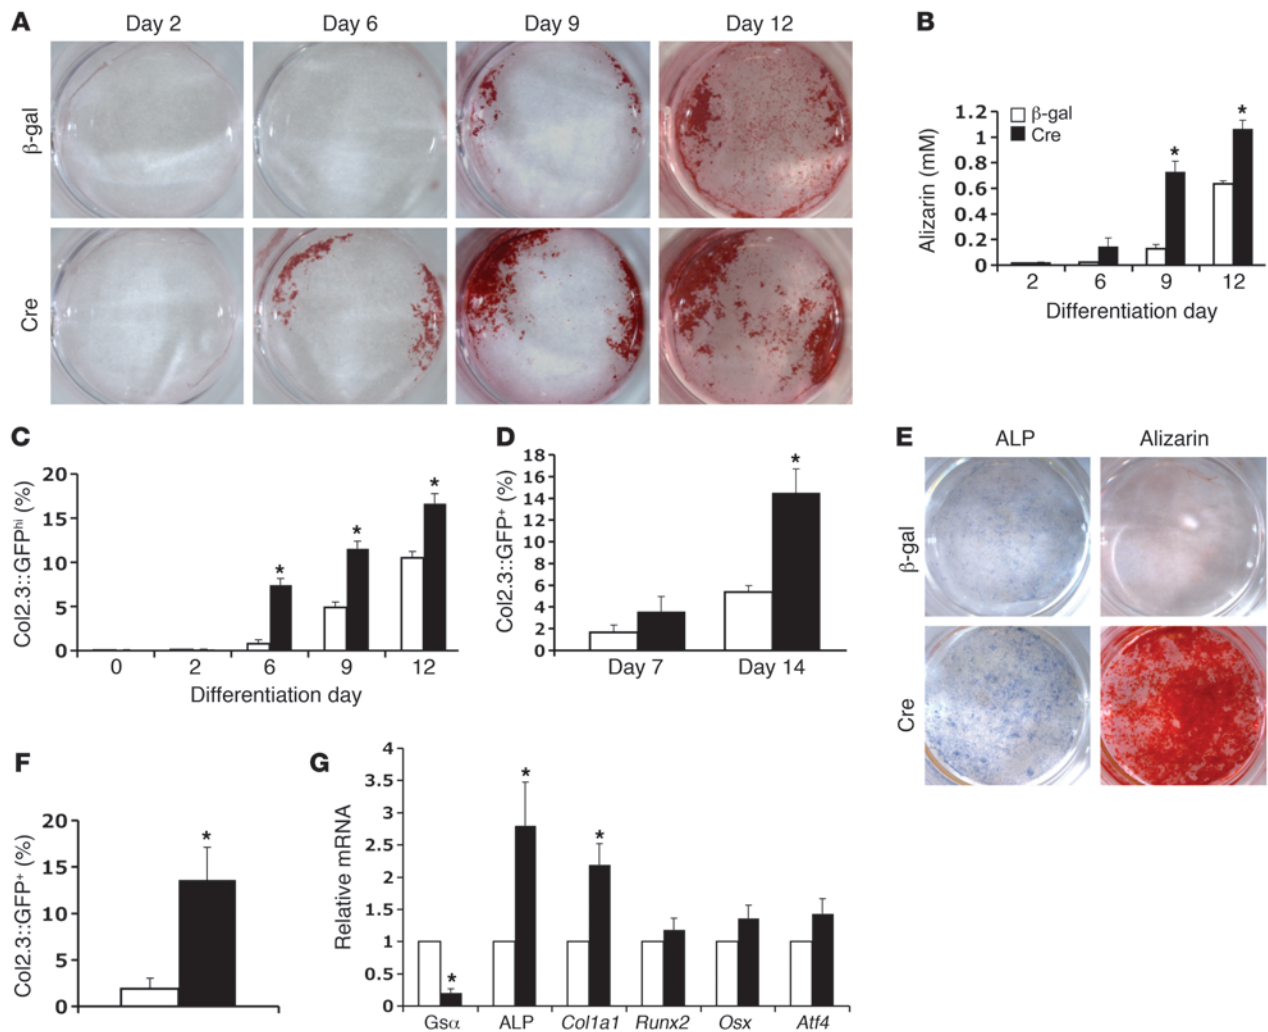 A
Day 2
Day 6
Day 9
Day 12
β-gal
Cre
B
Alizarin (mM)
1.2
1
0.8
0.6
0.4
0.2
0
β-gal
Cre
*
*
2
6
9
12
Differentiation day
C
Col2.3::GFPhi (%)
20
15
10
5
0
*
*
*
0
2
6
9
12
Differentiation day
D
Col2.3::GFP+ (%)
18
16
14
12
10
8
6
4
2
0
*
Day 7
Day 14
E
ALP
Alizarin
β-gal
Cre
F
Col2.3::GFP+ (%)
20
15
10
5
0
*
G
Relative mRNA
4
3.5
3
2.5
2
1.5
1
0.5
0
*
*
*
Gsα
ALP
Col1a1
Runx2
Osx
Atf4